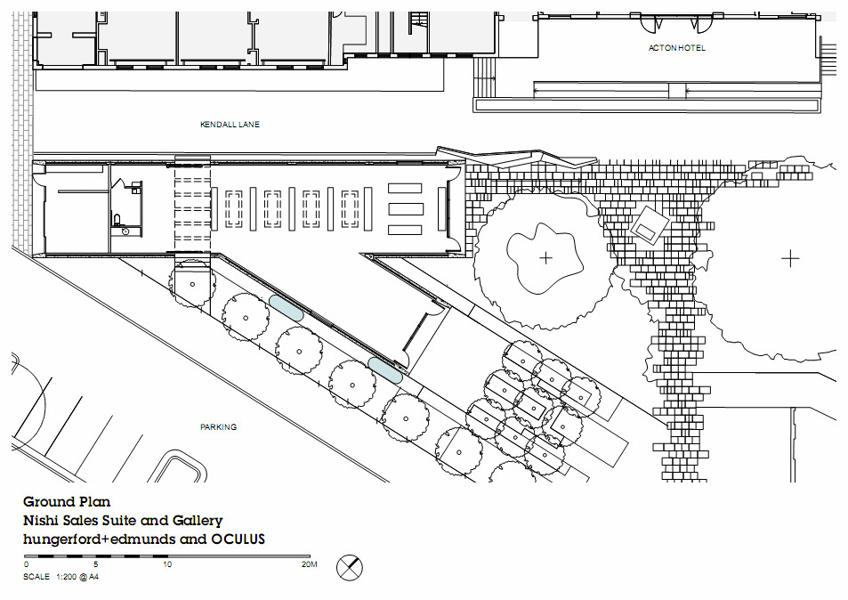 ACTON HOTEL
KENDALL LANE
PARKING
Ground Plan
Nishi Sales Suite and Gallery
hungerford+edmunds and OCULUS
0 5 10 20M
SCALE 1:200 @ A4